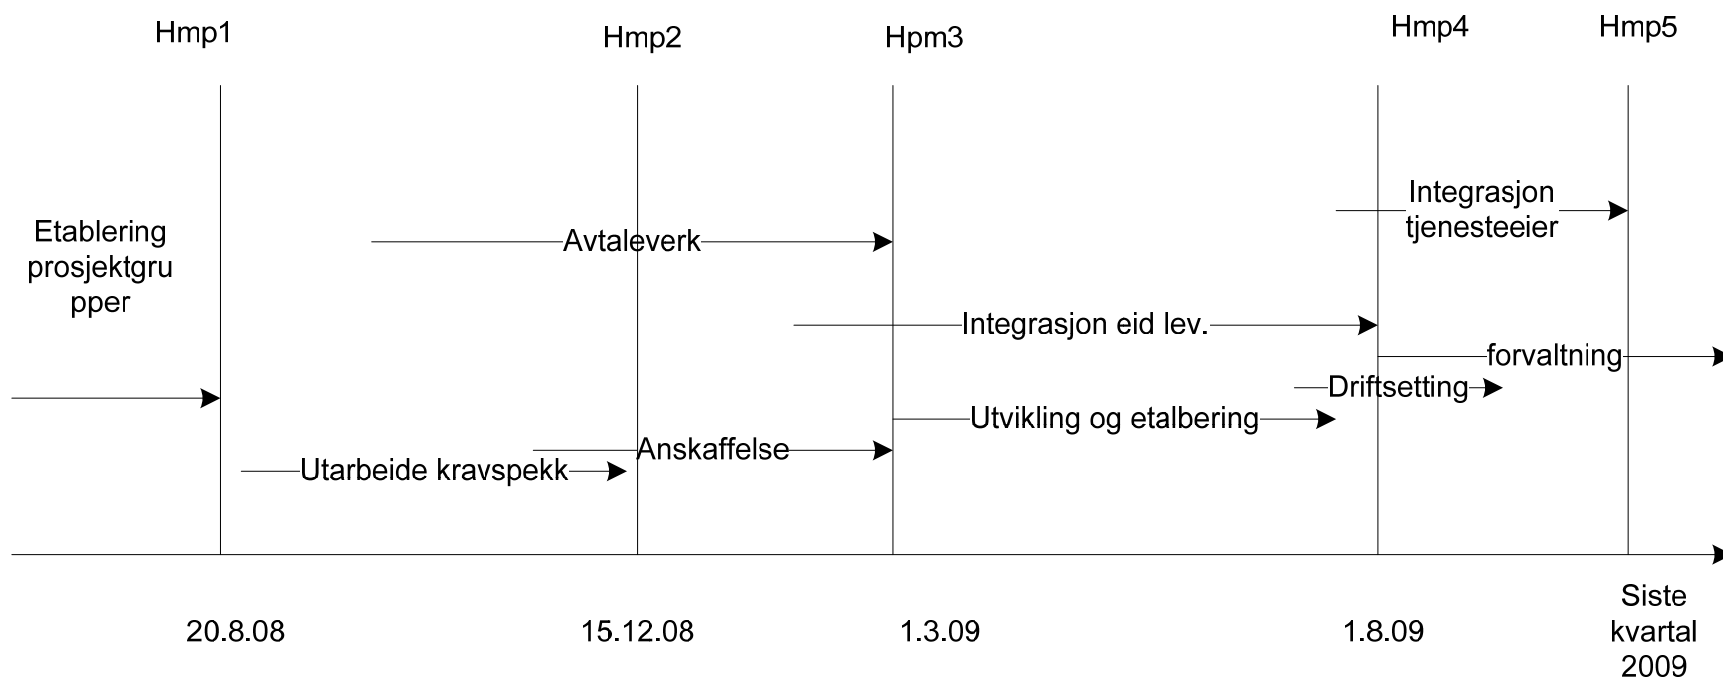 Hmp1
Hmp2
Hpm3
Hmp4
Hmp5
Integrasjon
tjenesteeier
Etablering
prosjektgru
pper
Avtaleverk
Integrasjon eid lev.
forvaltning
Driftsetting
Utvikling og etalbering
Anskaffelse
Utarbeide kravspekk
20.8.08
15.12.08
1.3.09
1.8.09
Siste
kvartal
2009